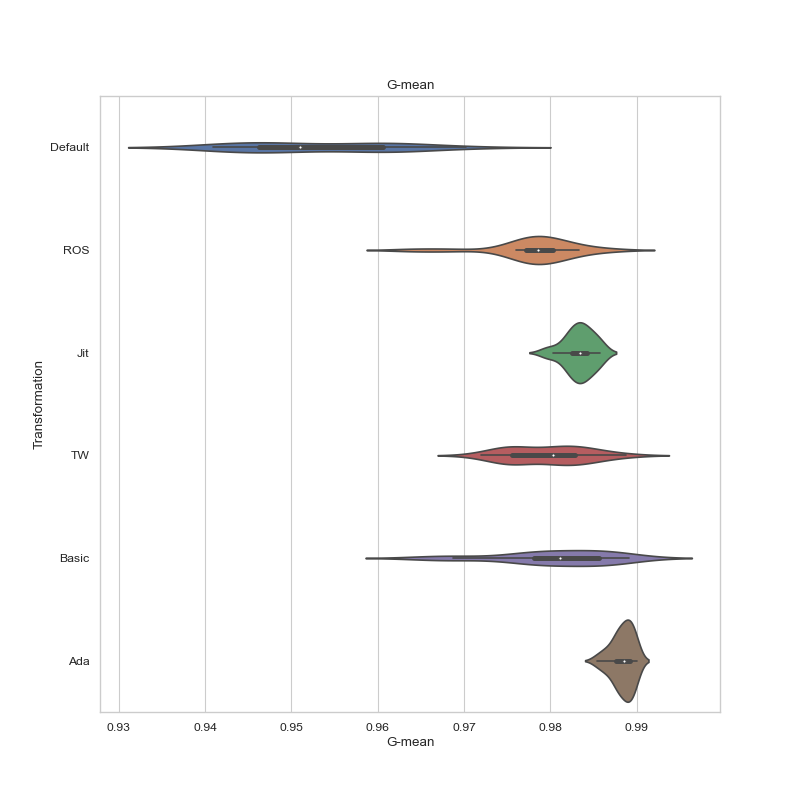 G-mean
Default
ROS
Jit
Transformation
TW
Basic
Ada
0.93 0.94 0.95 0.96 0.97 0.98 0.99
G-mean